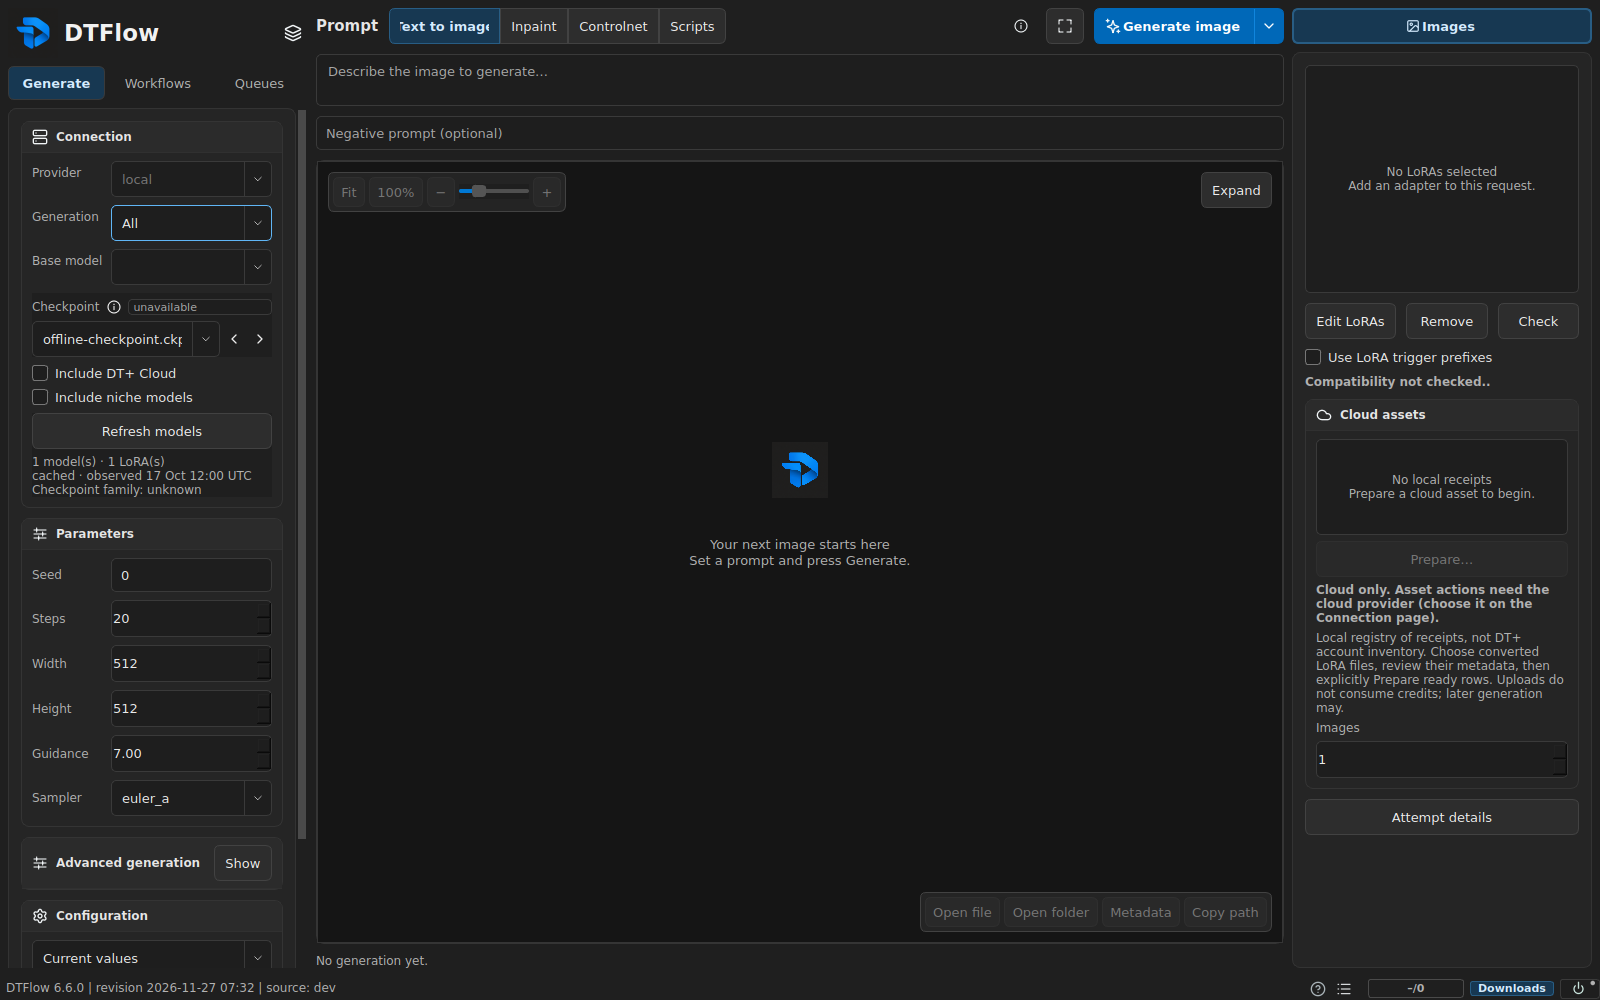 DTFlow
Generate
Workflows
Queues
Connection
Provider
local
Generation
All
Base model
Checkpoint
unavailable
offline-checkpoint.ckp
Include DT+ Cloud
Include niche models
Refresh models
1 model(s) · 1 LoRA(s)
cached · observed 17 Oct 12:00 UTC
Checkpoint family: unknown
Parameters
Seed
0
Steps
20
Width
512
Height
512
Guidance
7.00
Sampler
euler_a
Advanced generation
Show
Configuration
Current values
Prompt
Text to image
Inpaint
Controlnet
Scripts
Generate image
Describe the image to generate...
Negative prompt (optional)
Fit
100%
−
+
Expand
Your next image starts here
Set a prompt and press Generate.
Open file
Open folder
Metadata
Copy path
No generation yet.
Images
No LoRAs selected
Add an adapter to this request.
Edit LoRAs
Remove
Check
Use LoRA trigger prefixes
Compatibility not checked..
Cloud assets
No local receipts
Prepare a cloud asset to begin.
Prepare...
Cloud only. Asset actions need the
cloud provider (choose it on the
Connection page).
Local registry of receipts, not DT+
account inventory. Choose converted
LoRA files, review their metadata, then
explicitly Prepare ready rows. Uploads do
not consume credits; later generation
may.
Images
1
Attempt details
DTFlow 6.6.0 | revision 2026-11-27 07:32 | source: dev
–/0
Downloads